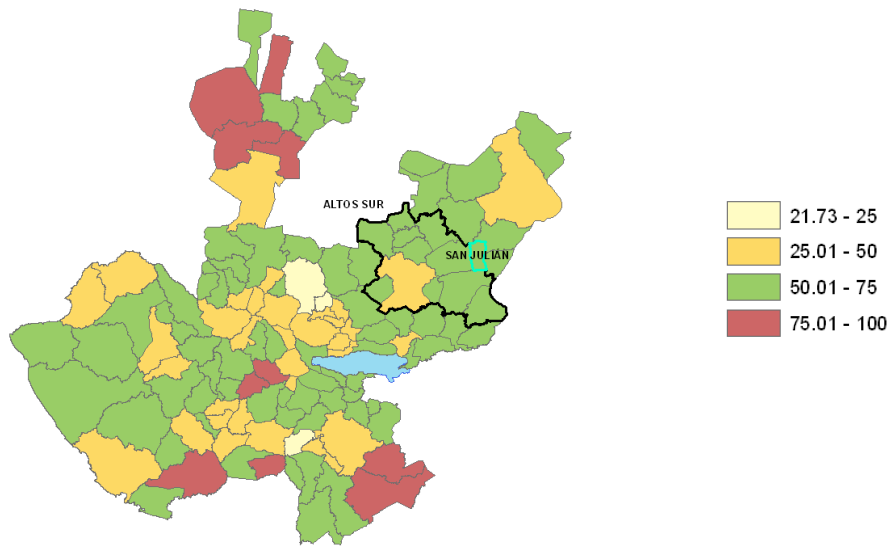 ALTOS SUR
SAN JULIÁN
21.73 - 25
25.01 - 50
50.01 - 75
75.01 - 100